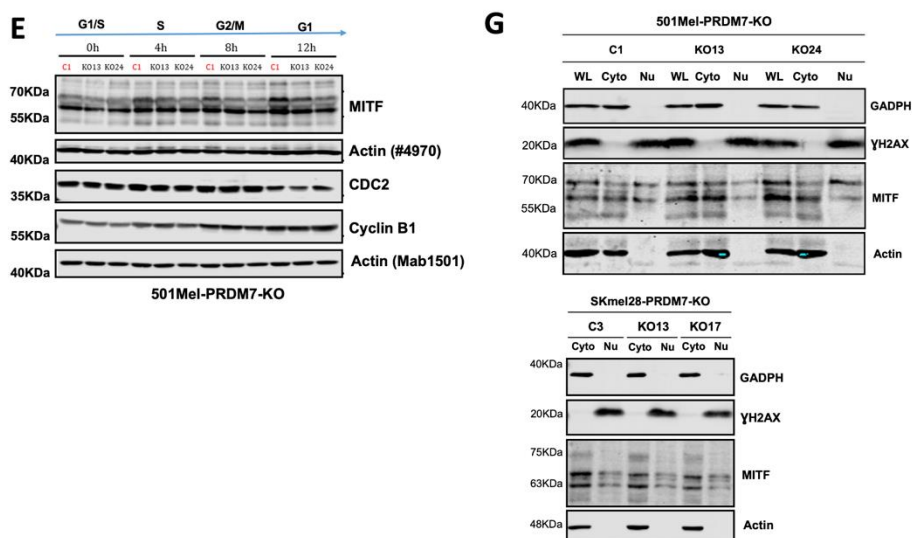 E
G1/S S G2/M G1
0h 4h 8h 12h
C1 KO13 KO24 C1 KO13 KO24 C1 KO13 KO24 C1 KO13 KO24
70KDa
55KDa
MITF
40KDa
Actin (#4970)
35KDa
CDC2
55KDa
Cyclin B1
40KDa
Actin (Mab1501)
501Mel-PRDM7-KO
G
501Mel-PRDM7-KO
C1 KO13 KO24
WL Cyto Nu WL Cyto Nu WL Cyto Nu
40KDa
GADPH
20KDa
ɣH2AX
70KDa
55KDa
MITF
40KDa
Actin
SKmel28-PRDM7-KO
C3 KO13 KO17
Cyto Nu Cyto Nu Cyto Nu
40KDa
GADPH
20KDa
ɣH2AX
75KDa
63KDa
MITF
48KDa
Actin